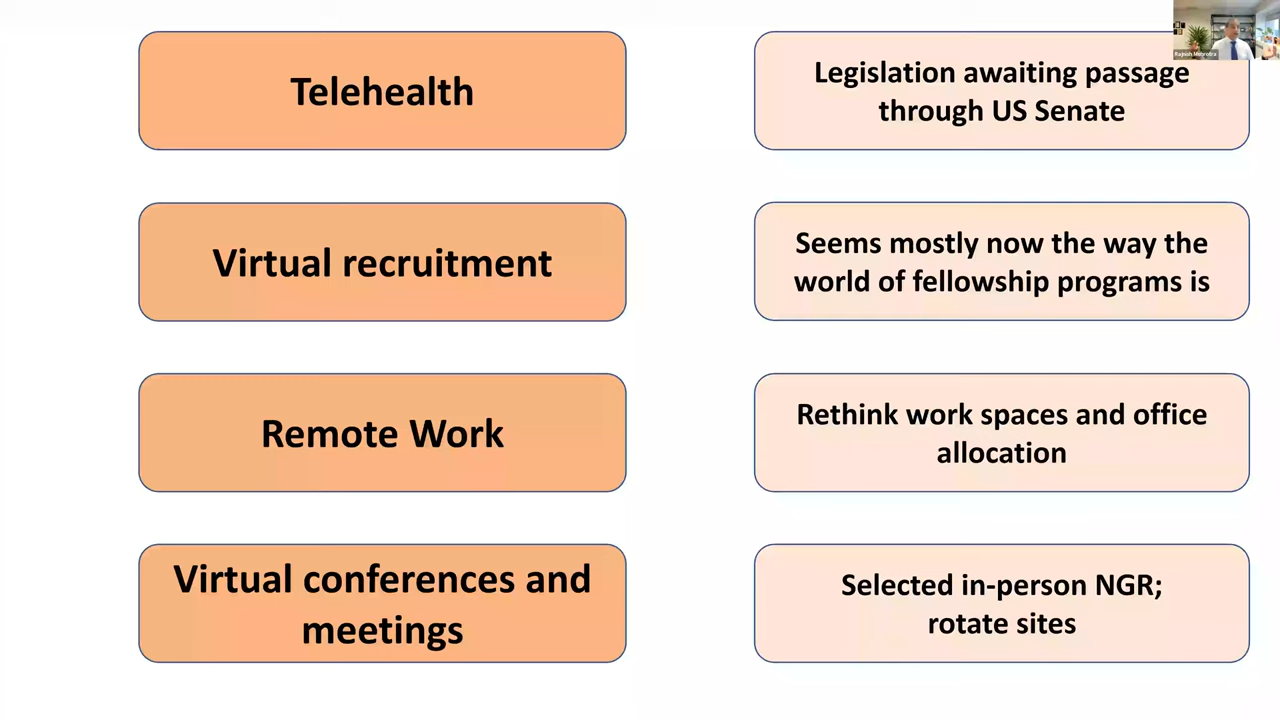 Telehealth
Legislation awaiting passage
through US Senate
Rajnish Mehrotra
Virtual recruitment
Seems mostly now the way the
world of fellowship programs is
Remote Work
Rethink work spaces and office
allocation
Virtual conferences and
meetings
Selected in-person NGR;
rotate sites